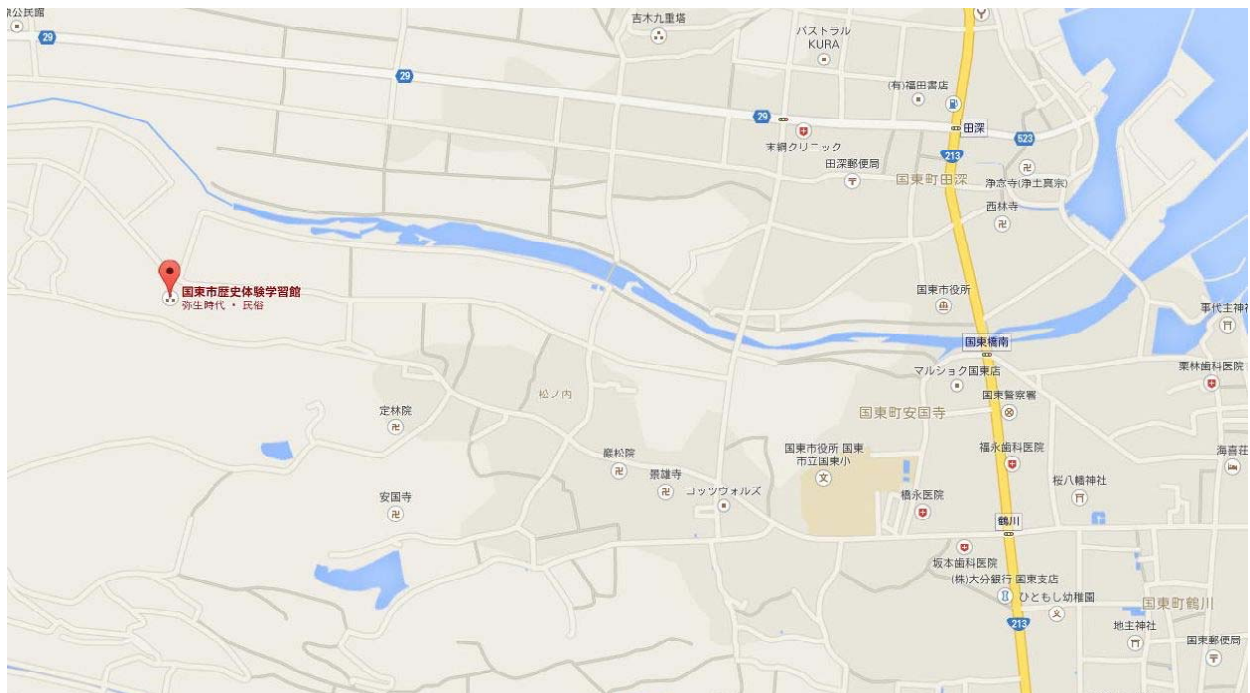 公民館
29
29
吉木九重塔
パストラル
KURA
(有)福田書店
29
田深
523
末綱クリニック
213
田深郵便局
国東町田深
浄念寺(浄土真宗)
西林寺
国東市歴史体験学習館
弥生時代 ・ 民俗
国東市役所
事代主神社
国東橋南
マルショク国東店
栗林歯科医院
松ノ内
国東警察署
定林院
国東町安国寺
国東市役所 国東
市立国東小
福永歯科医院
海喜荘
巌松院
景雄寺
コッツウォルズ
桜八幡神社
安国寺
橋永医院
鶴川
坂本歯科医院
(株)大分銀行 国東支店
ひともし幼稚園
国東町鶴川
213
地主神社
国東郵便局